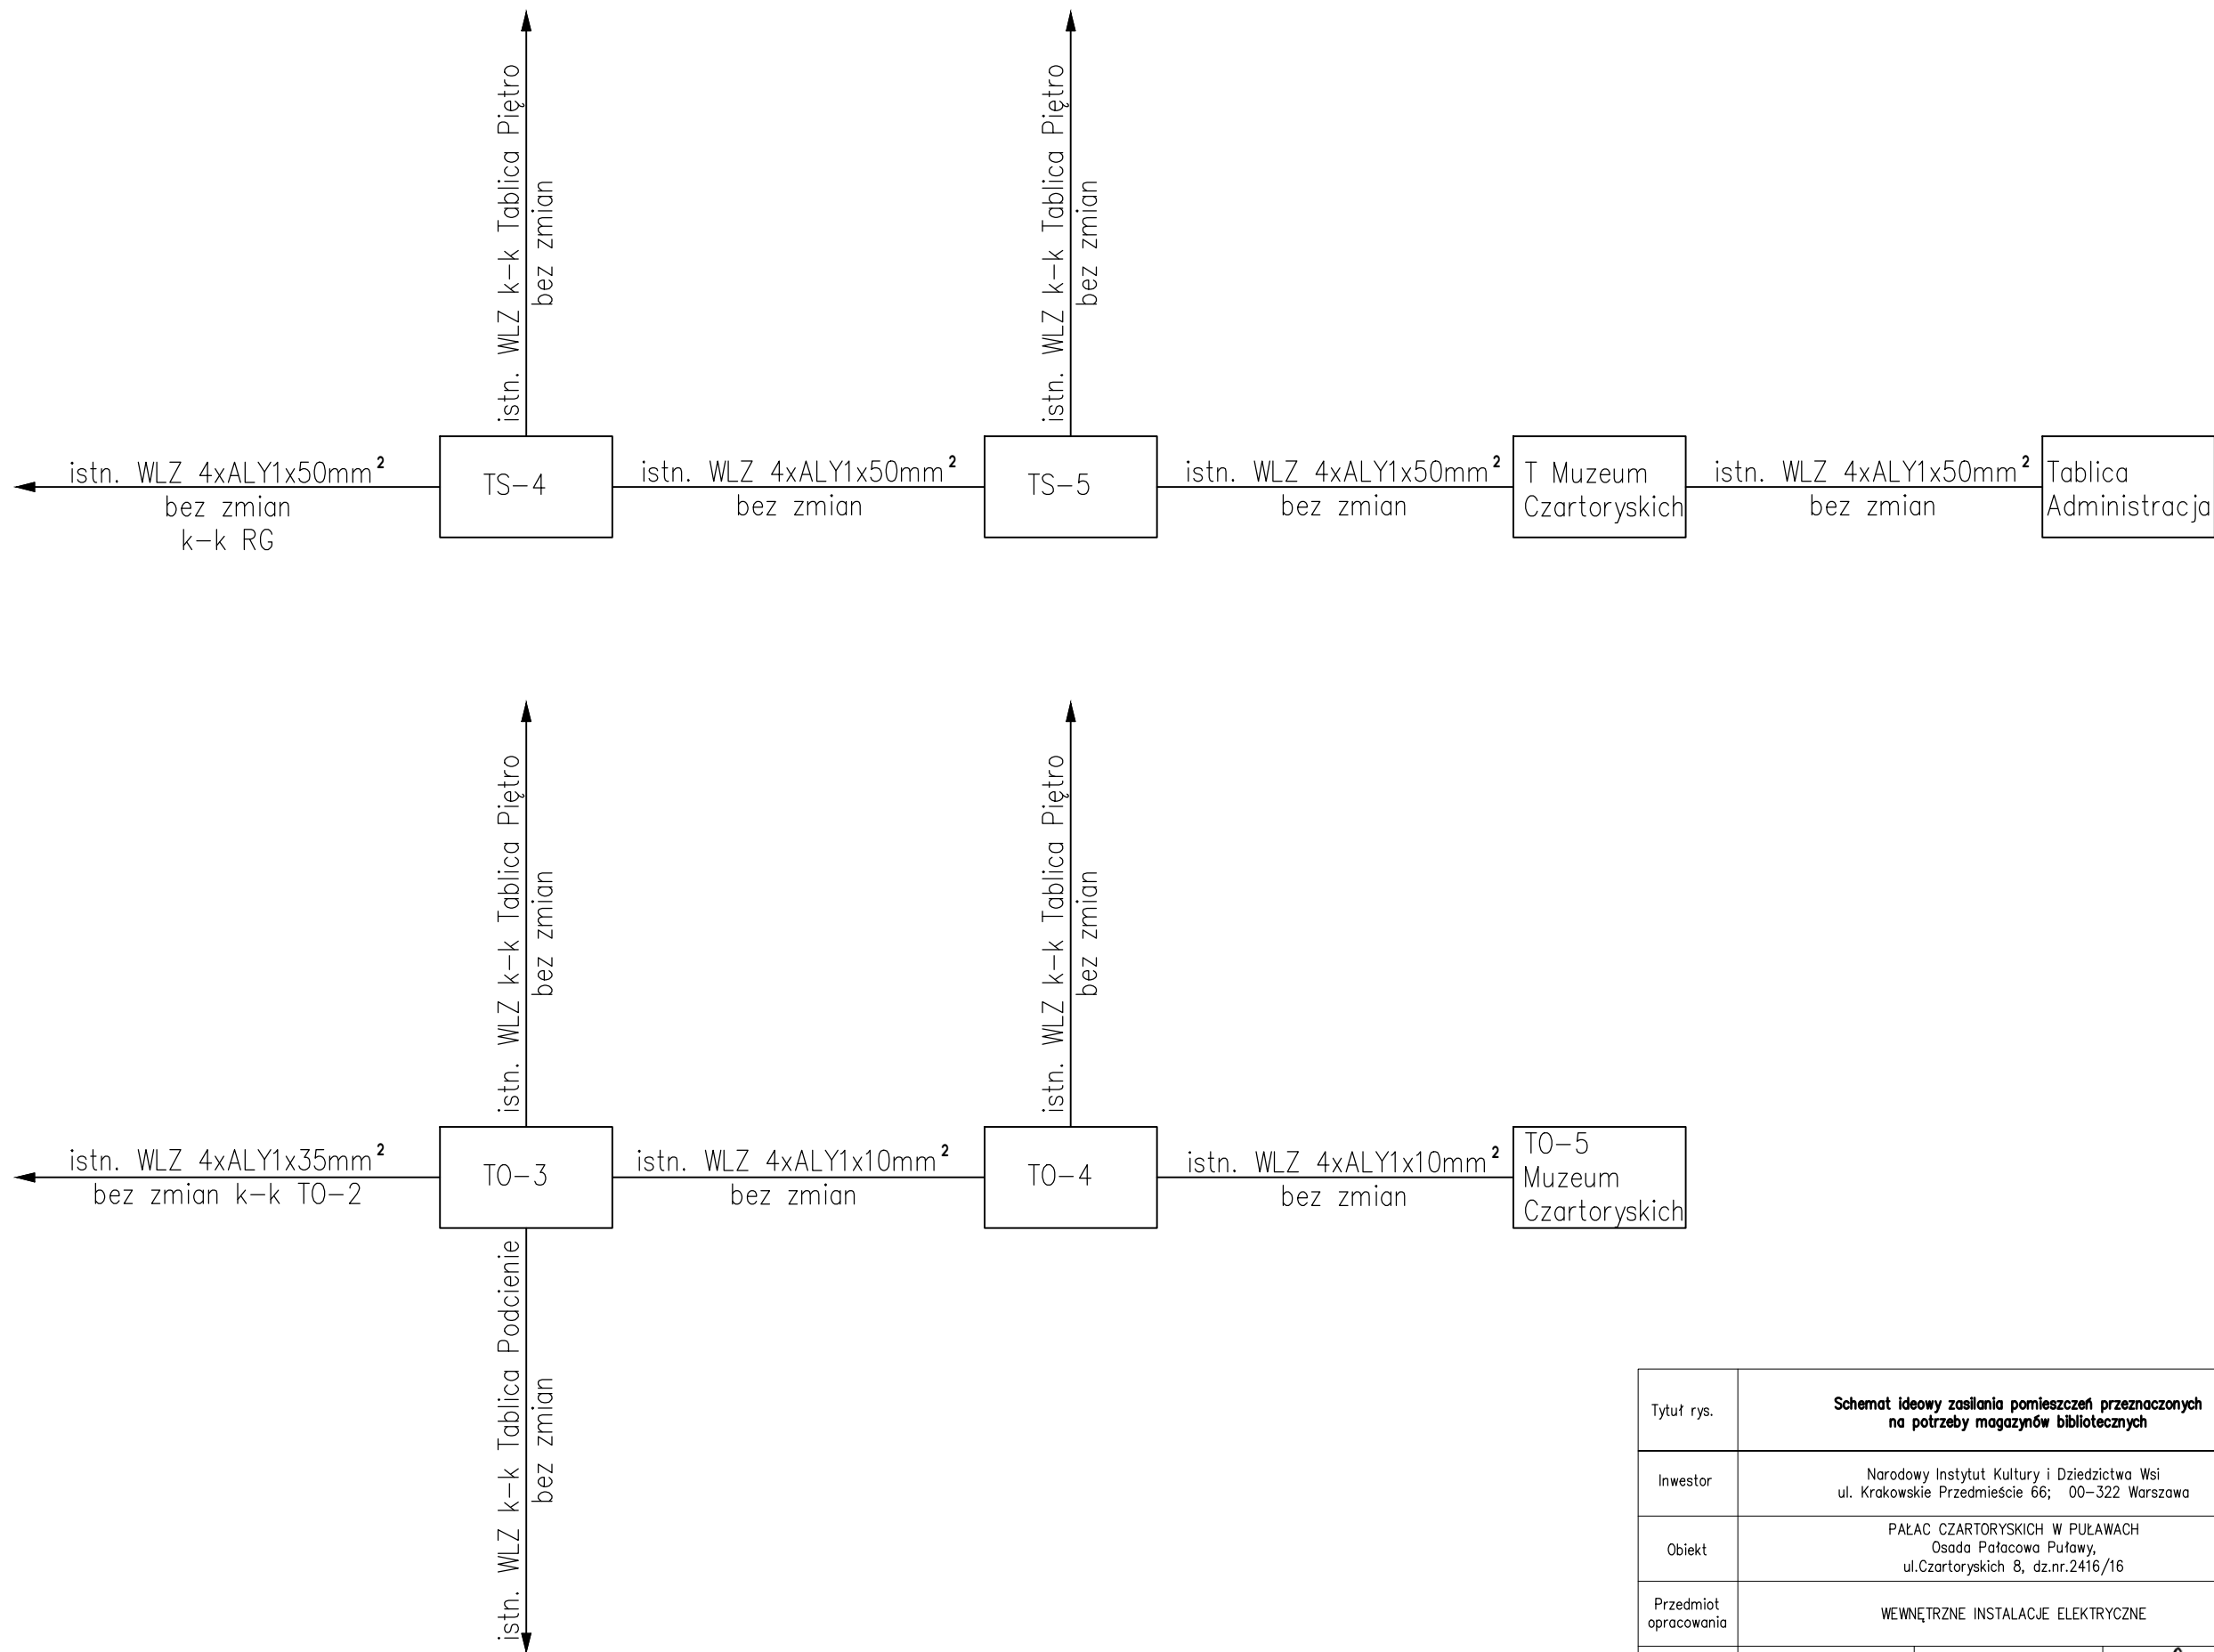 istn. WLZ k-k Tablica Piętro
bez zmian
istn. WLZ k-k Tablica Piętro
bez zmian
istn. WLZ 4xALY1x50mm²
bez zmian
k-k RG
TS-4
istn. WLZ 4xALY1x50mm²
bez zmian
TS-5
istn. WLZ 4xALY1x50mm²
bez zmian
T Muzeum
Czartoryskich
istn. WLZ 4xALY1x50mm²
bez zmian
Tablica
Administracja
istn. WLZ k-k Tablica Piętro
bez zmian
istn. WLZ k-k Tablica Piętro
bez zmian
istn. WLZ 4xALY1x35mm²
bez zmian k-k TO-2
TO-3
istn. WLZ 4xALY1x10mm²
bez zmian
TO-4
istn. WLZ 4xALY1x10mm²
bez zmian
TO-5
Muzeum
Czartoryskich
istn. WLZ k-k Tablica Podcienie
bez zmian
Tytuł rys.
Schemat ideowy zasilania pomieszczeń przeznaczonych
na potrzeby magazynów bibliotecznych
Inwestor
Narodowy Instytut Kultury i Dziedzictwa Wsi
ul. Krakowskie Przedmieście 66; 00-322 Warszawa
Obiekt
PAŁAC CZARTORYSKICH W PUŁAWACH
Osada Pałacowa Puławy,
ul.Czartoryskich 8, dz.nr.2416/16
Przedmiot
opracowania
WEWNĘTRZNE INSTALACJE ELEKTRYCZNE